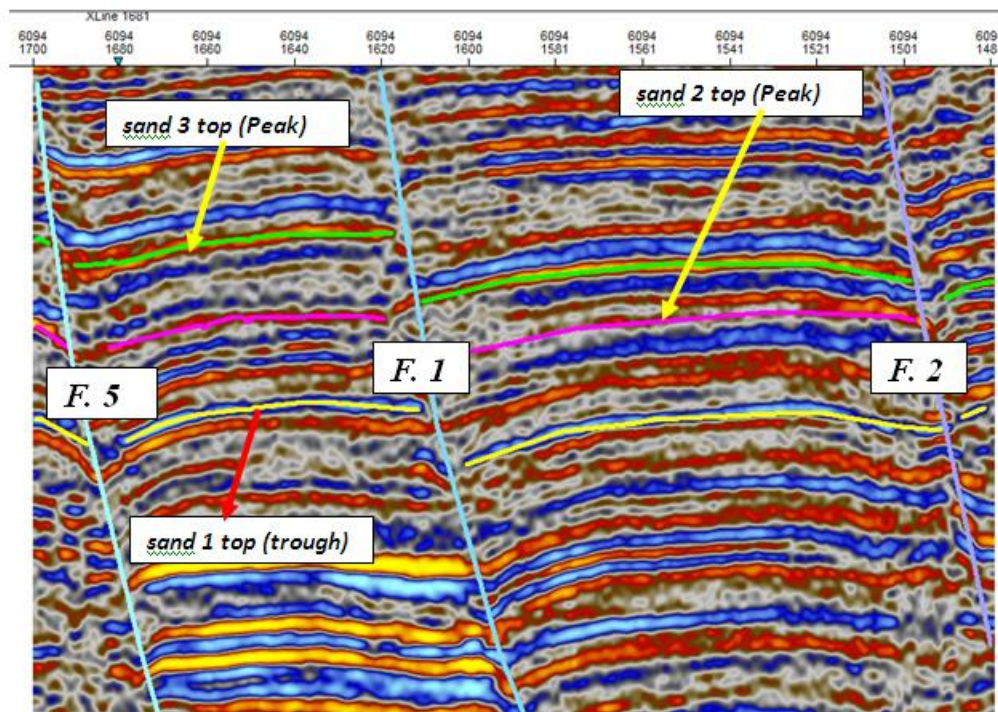 XLine 1681
6094 6094 6094 6094 6094 6094 6094 6094 6094 6094 6094 609
1700 1680 1660 1640 1620 1600 1581 1561 1541 1521 1501 148
sand 2 top (Peak)
sand 3 top (Peak)
F. 5
F. 1
F. 2
sand 1 top (trough)